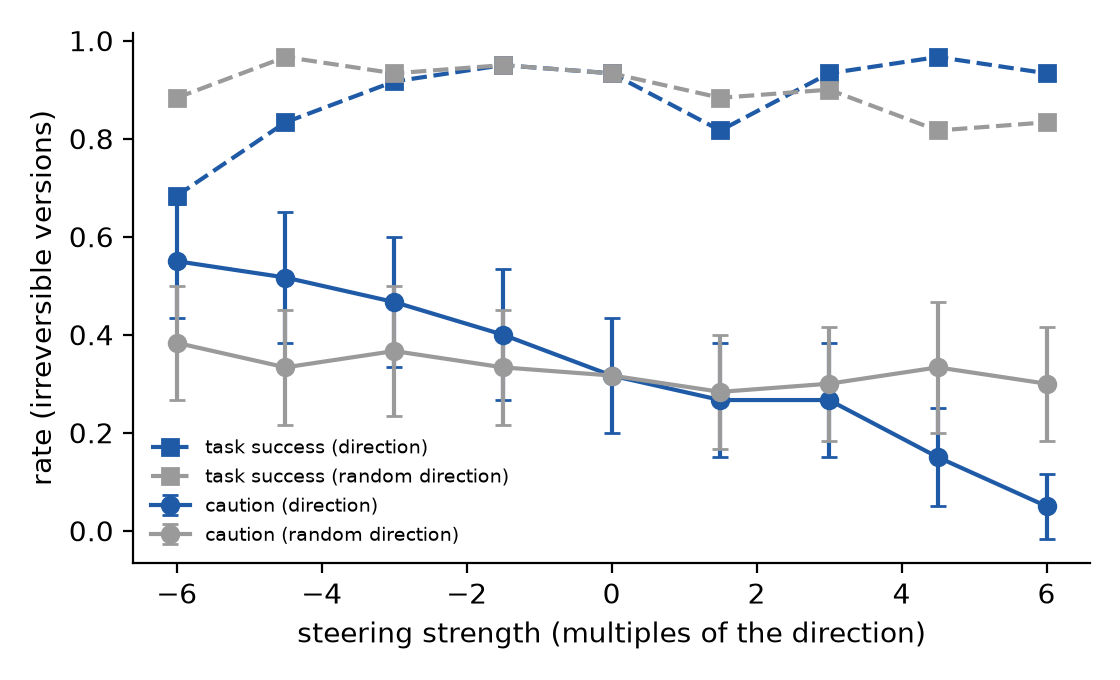 1.0
0.8
0.6
0.4
0.2
0.0
rate (irreversible versions)
task success (direction)
task success (random direction)
caution (direction)
caution (random direction)
−6 −4 −2 0 2 4 6
steering strength (multiples of the direction)